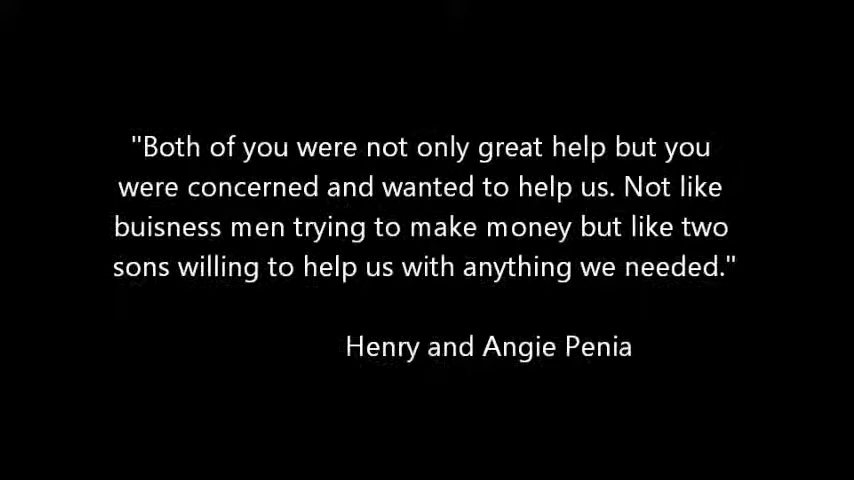 "Both of you were not only great help but you
were concerned and wanted to help us. Not like
buisness men trying to make money but like two
sons willing to help us with anything we needed."
Henry and Angie Penia